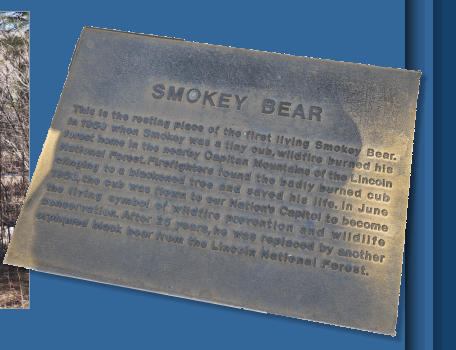 SMOKEY BEAR
This is the resting place of the first living Smokey Bear.
In 1950 when Smokey was a tiny cub, wildfire burned his
forest home in the nearby Capitan Mountains of the Lincoln
National Forest. Firefighters found the badly burned cub
clinging to a blackened tree and saved his life. In June
1950, the cub was flown to our Nation's Capitol to become
the living symbol of wildfire prevention and wildlife
conservation. After 25 years, he was replaced by another
orphaned black bear from the Lincoln National Forest.